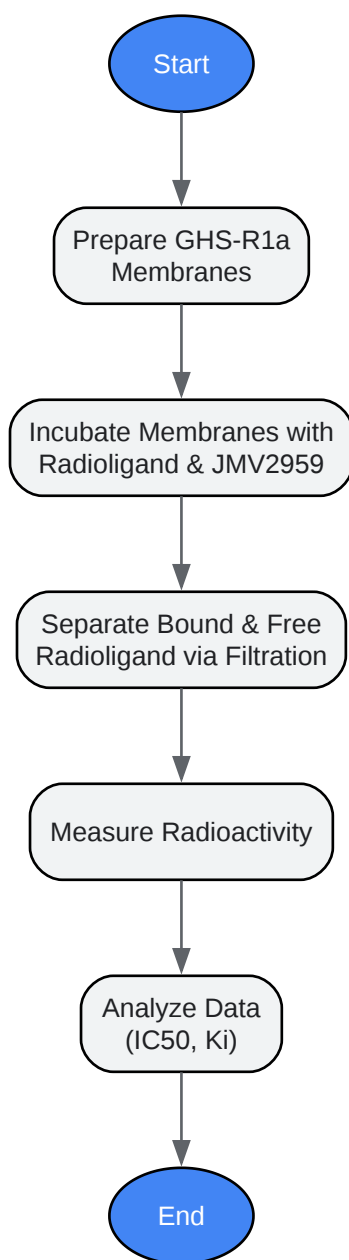 Start
Prepare GHS-R1a
Membranes
Incubate Membranes with
Radioligand & JMV2959
Separate Bound & Free
Radioligand via Filtration
Measure Radioactivity
Analyze Data
(IC50, Ki)
End